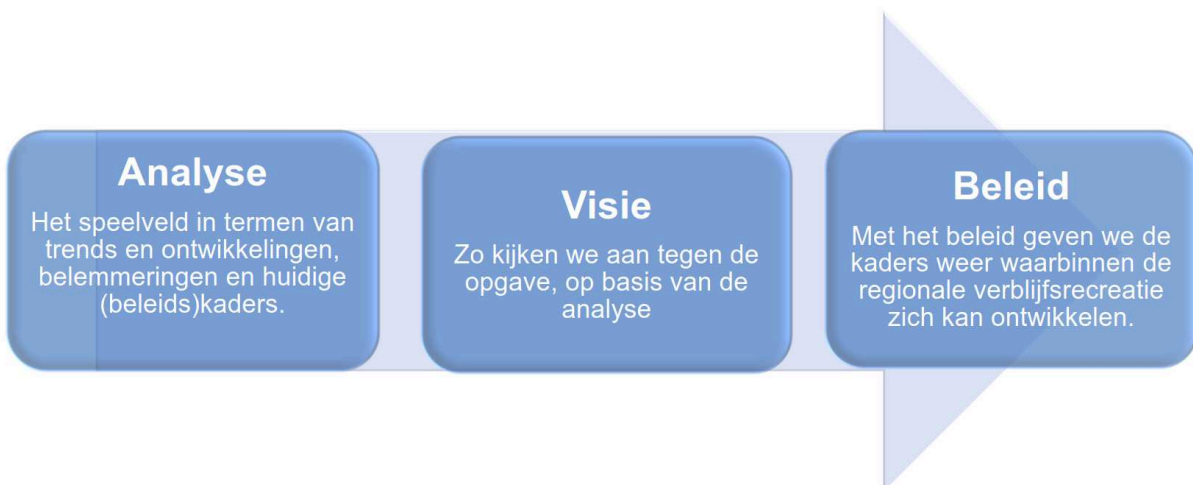 Analyse
Het speelveld in termen van
trends en ontwikkelingen,
belemmeringen en huidige
(beleids)kaders.
Visie
Zo kijken we aan tegen de
opgave, op basis van de
analyse
Beleid
Met het beleid geven we de
kaders weer waarbinnen de
regionale verblijfsrecreatie
zich kan ontwikkelen.